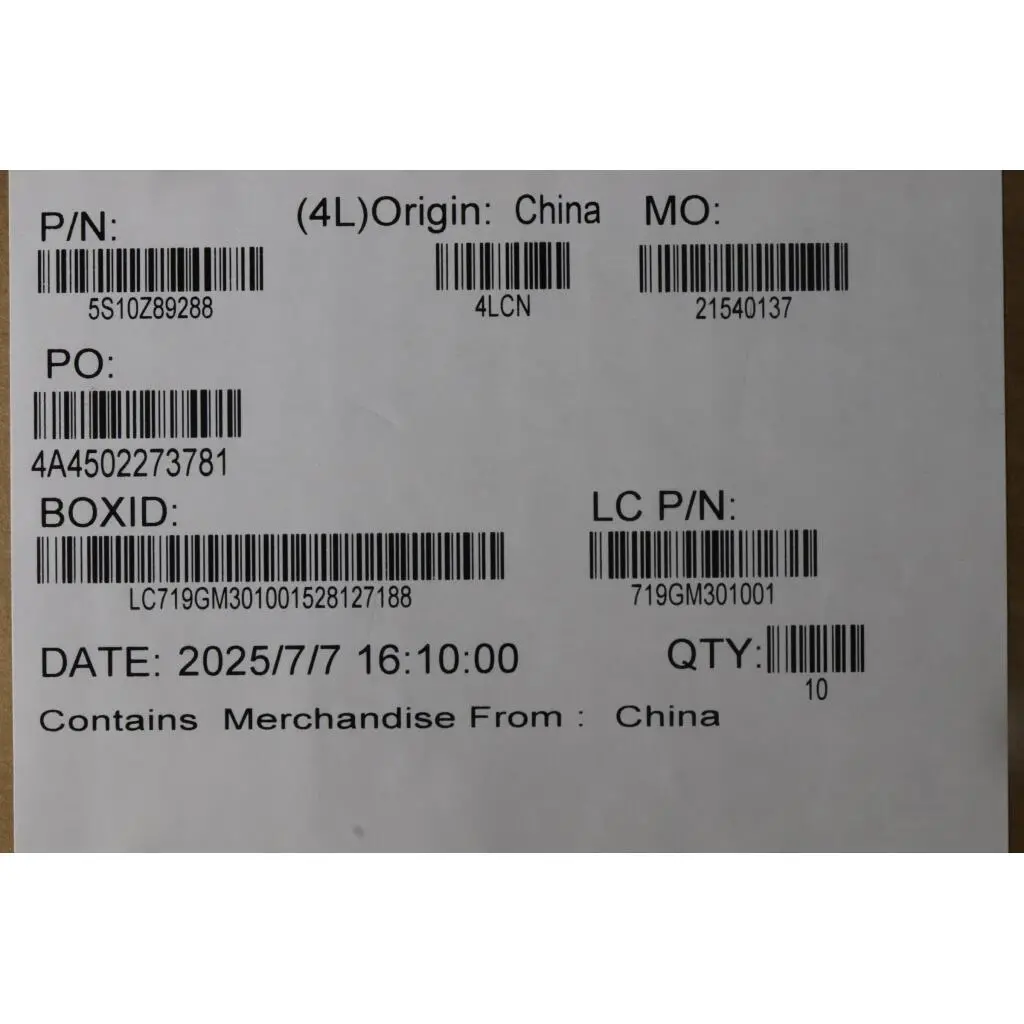 P/N:
(4L)Origin: China
MO:
5S10Z89288
4LCN
21540137
PO:
4A4502273781
BOXID:
LC P/N:
LC719GM301001528127188
719GM301001
DATE: 2025/7/7 16:10:00
QTY:
10
Contains Merchandise From : China